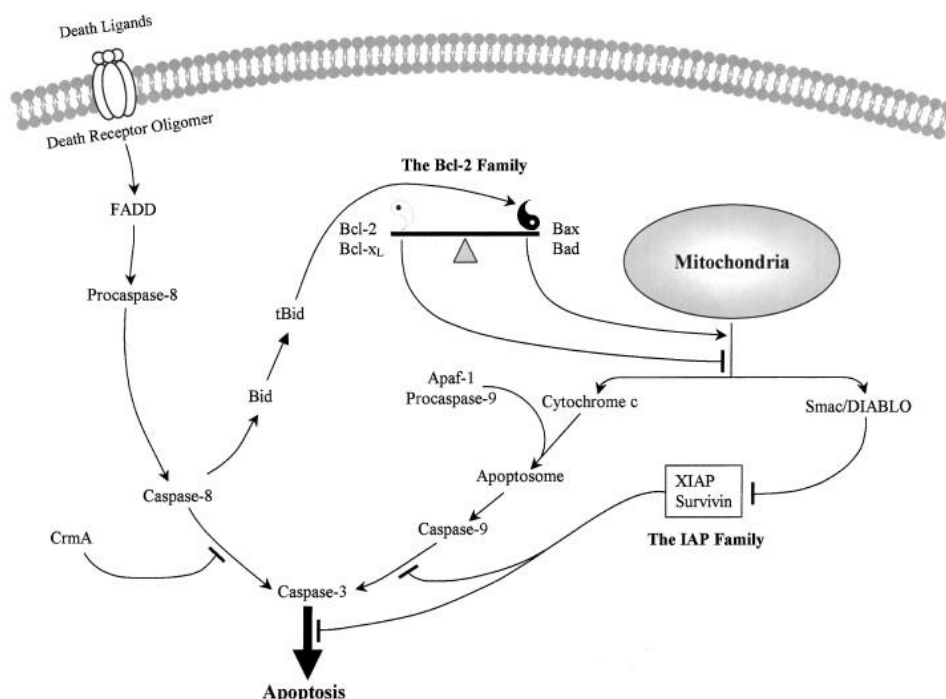 Death Ligands
Death Receptor Oligomer
The Bcl-2 Family
FADD
Bcl-2
Bcl-xL
Bax
Bad
Mitochondria
Procaspase-8
tBid
Bid
Apaf-1
Procaspase-9
Cytochrome c
Smac/DIABLO
Apoptosome
XIAP
Survivin
Caspase-8
Caspase-9
The IAP Family
CrmA
Caspase-3
Apoptosis